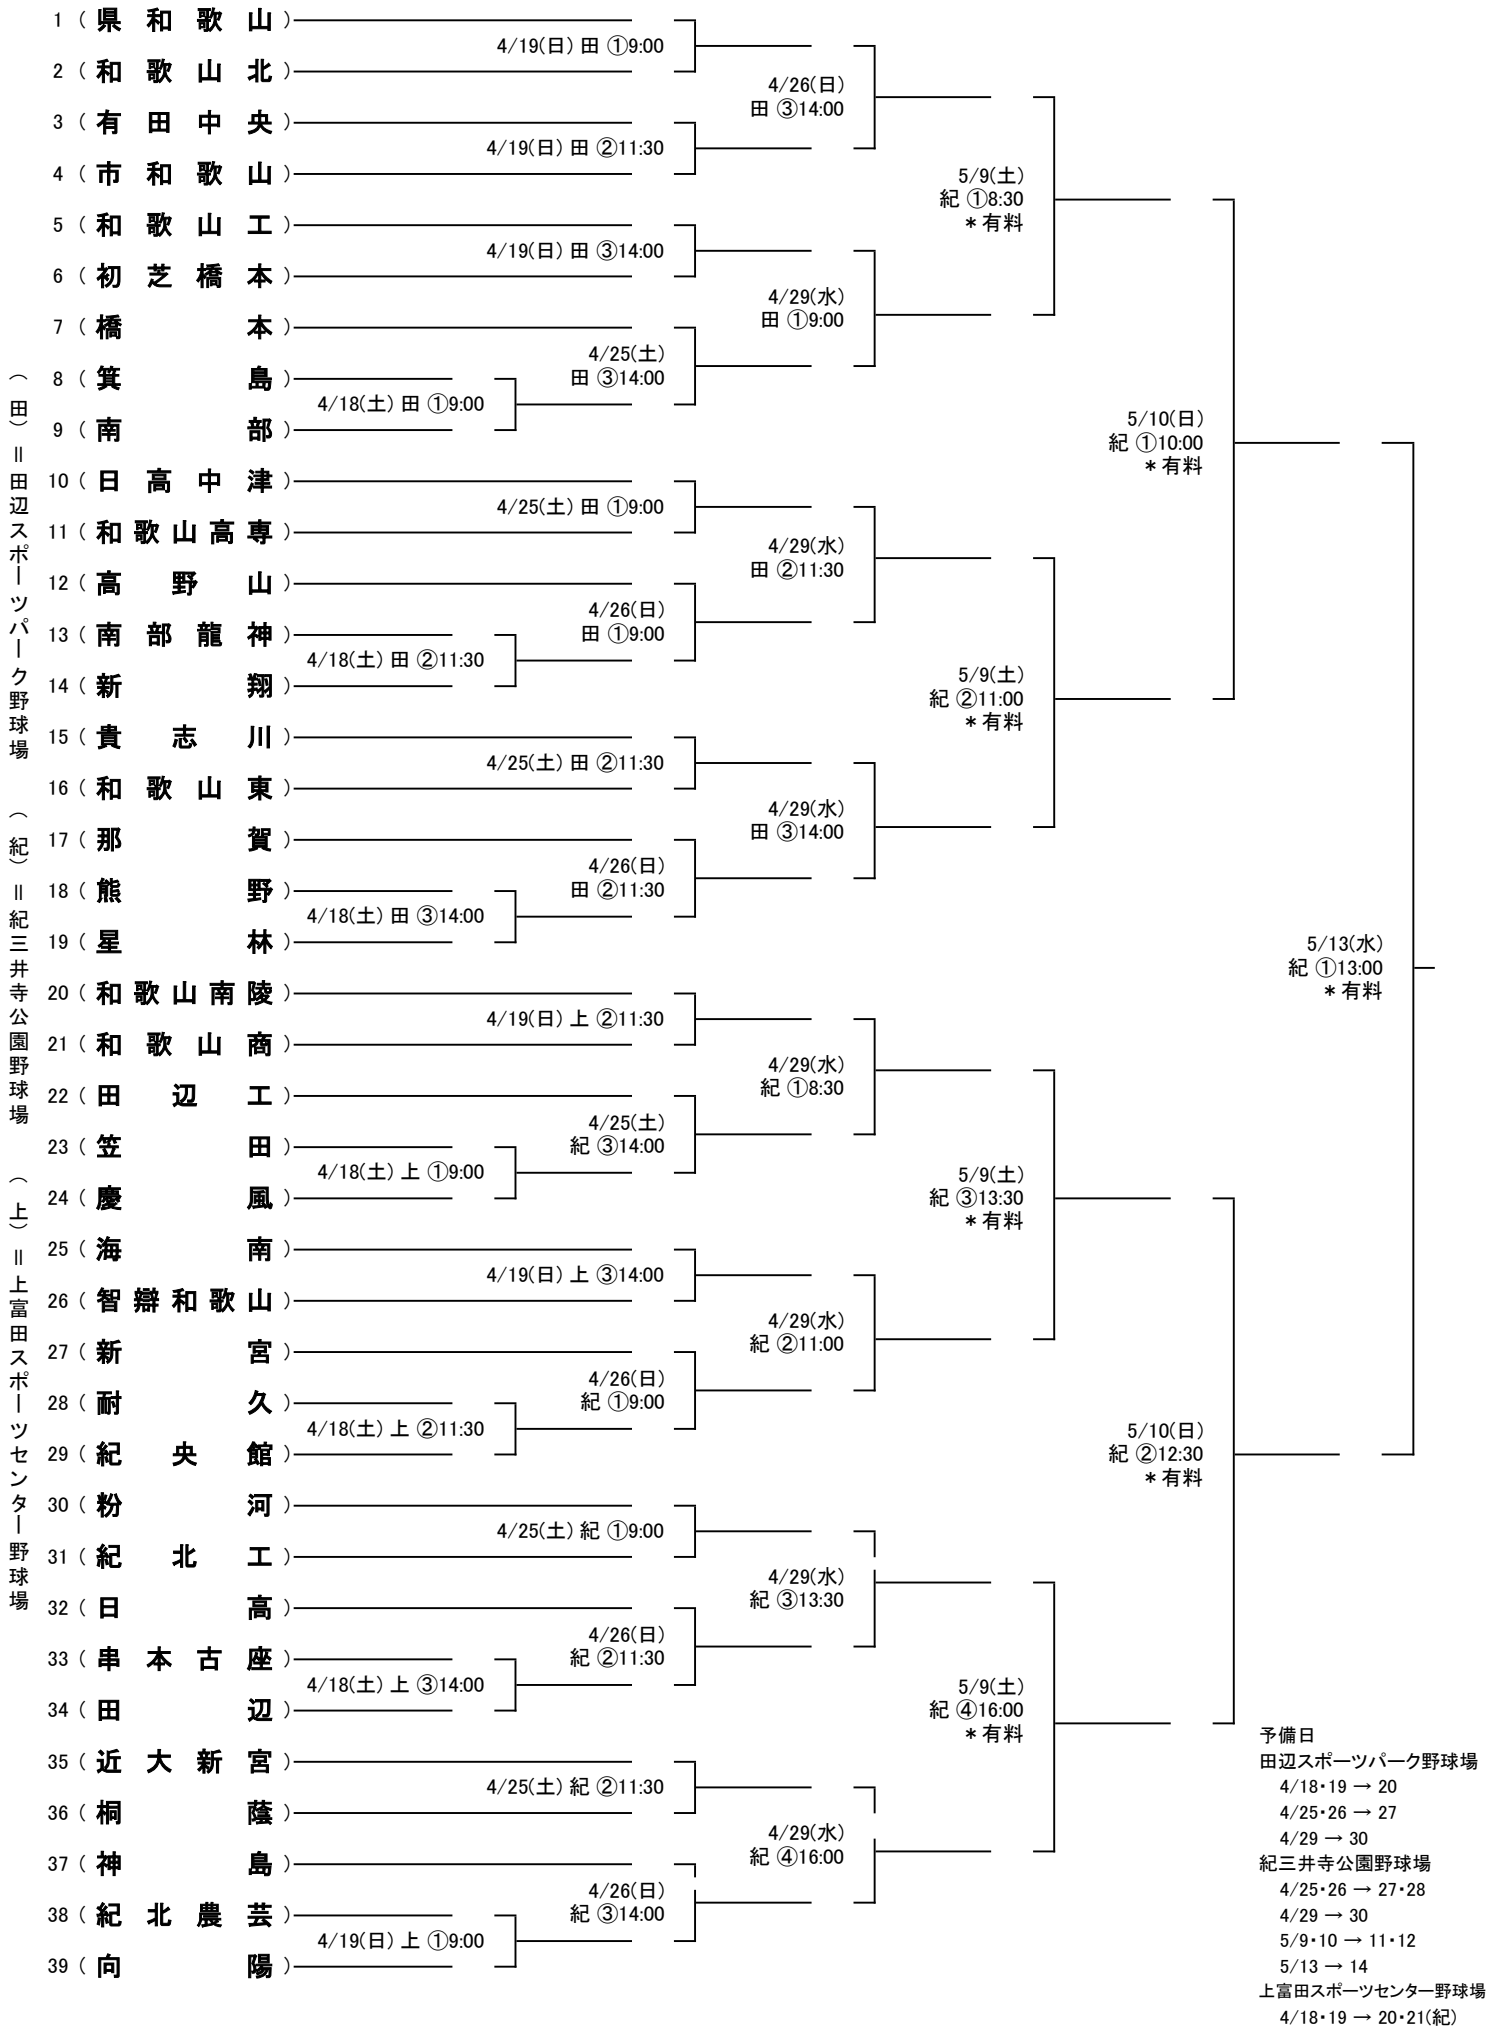 1 ( 県和歌山 )
4/19(日) 田 ①9:00
2 ( 和歌山北 )
4/26(日)
田 ③14:00
3 ( 有田中央 )
4/19(日) 田 ②11:30
4 ( 市和歌山 )
5/9(土)
紀 ①8:30
*有料
5 ( 和歌山工 )
4/19(日) 田 ③14:00
6 ( 初芝橋本 )
4/29(水)
田 ①9:00
7 ( 橋本 )
4/25(土)
田 ③14:00
8 ( 箕島 )
4/18(土) 田 ①9:00
9 ( 南部 )
5/10(日)
紀 ①10:00
*有料
10 ( 日高中津 )
4/25(土) 田 ①9:00
11 ( 和歌山高専 )
4/29(水)
田 ②11:30
12 ( 高野山 )
4/26(日)
田 ①9:00
13 ( 南部龍神 )
4/18(土) 田 ②11:30
14 ( 新翔 )
5/9(土)
紀 ②11:00
*有料
15 ( 貴志川 )
4/25(土) 田 ②11:30
16 ( 和歌山東 )
4/29(水)
田 ③14:00
17 ( 那賀 )
4/26(日)
田 ②11:30
18 ( 熊野 )
4/18(土) 田 ③14:00
19 ( 星林 )
5/13(水)
紀 ①13:00
*有料
20 ( 和歌山南陵 )
4/19(日) 上 ②11:30
21 ( 和歌山商 )
4/29(水)
紀 ①8:30
22 ( 田辺工 )
4/25(土)
紀 ③14:00
23 ( 笠田 )
4/18(土) 上 ①9:00
24 ( 慶風 )
5/9(土)
紀 ③13:30
*有料
25 ( 海南 )
4/19(日) 上 ③14:00
26 ( 智辯和歌山 )
4/29(水)
紀 ②11:00
27 ( 新宮 )
4/26(日)
紀 ①9:00
28 ( 耐久 )
4/18(土) 上 ②11:30
29 ( 紀央館 )
5/10(日)
紀 ②12:30
*有料
30 ( 粉河 )
4/25(土) 紀 ①9:00
31 ( 紀北工 )
4/29(水)
紀 ③13:30
32 ( 日高 )
4/26(日)
紀 ②11:30
33 ( 串本古座 )
4/18(土) 上 ③14:00
34 ( 田辺 )
5/9(土)
紀 ④16:00
*有料
35 ( 近大新宮 )
4/25(土) 紀 ②11:30
36 ( 桐蔭 )
4/29(水)
紀 ④16:00
37 ( 神島 )
4/26(日)
紀 ③14:00
38 ( 紀北農芸 )
4/19(日) 上 ①9:00
39 ( 向陽 )
(田)=田辺スポーツパーク野球場 (紀)=紀三井寺公園野球場 (上)=上富田スポーツセンター野球場
予備日
田辺スポーツパーク野球場
4/18・19 → 20
4/25・26 → 27
4/29 → 30
紀三井寺公園野球場
4/25・26 → 27・28
4/29 → 30
5/9・10 → 11・12
5/13 → 14
上富田スポーツセンター野球場
4/18・19 → 20・21(紀)